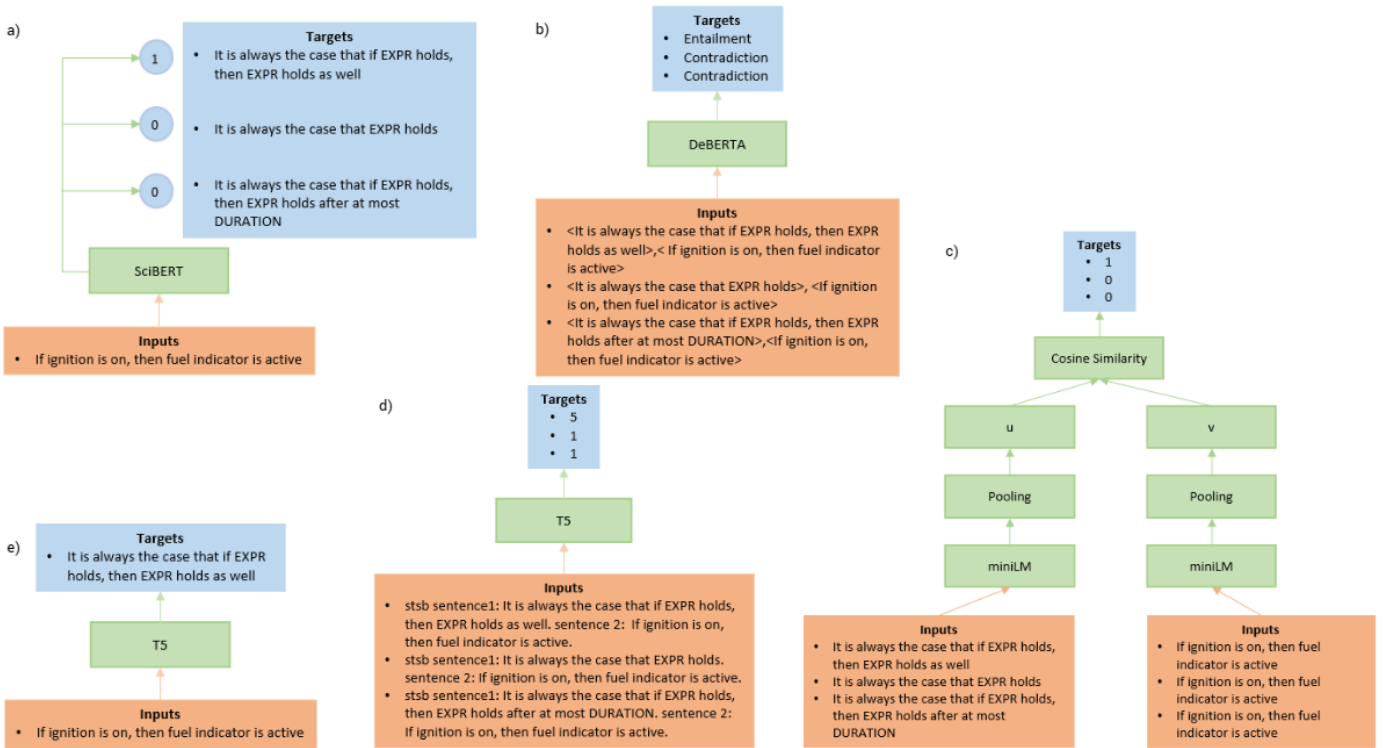 a)
1
0
0
Targets
• It is always the case that if EXPR holds,
then EXPR holds as well
• It is always the case that EXPR holds
• It is always the case that if EXPR holds,
then EXPR holds after at most
DURATION
SciBERT
Inputs
• If ignition is on, then fuel indicator is active
b)
Targets
• Entailment
• Contradiction
• Contradiction
DeBERTA
Inputs
• <It is always the case that if EXPR holds, then EXPR
holds as well>,< If ignition is on, then fuel indicator
is active>
• <It is always the case that EXPR holds>, <If ignition
is on, then fuel indicator is active>
• <It is always the case that if EXPR holds, then EXPR
holds after at most DURATION>,<If ignition is on,
then fuel indicator is active>
c)
Targets
• 1
• 0
• 0
Cosine Similarity
u
v
Pooling
Pooling
miniLM
miniLM
Inputs
• It is always the case that if EXPR holds,
then EXPR holds as well
• It is always the case that EXPR holds
• It is always the case that if EXPR holds,
then EXPR holds after at most
DURATION
Inputs
• If ignition is on, then fuel
indicator is active
• If ignition is on, then fuel
indicator is active
• If ignition is on, then fuel
indicator is active
d)
Targets
• 5
• 1
• 1
T5
Inputs
• stsb sentence1: It is always the case that if EXPR holds,
then EXPR holds as well. sentence 2: If ignition is on,
then fuel indicator is active.
• stsb sentence1: It is always the case that EXPR holds.
sentence 2: If ignition is on, then fuel indicator is active.
• stsb sentence1: It is always the case that if EXPR holds,
then EXPR holds after at most DURATION. sentence 2:
If ignition is on, then fuel indicator is active.
e)
Targets
• It is always the case that if EXPR
holds, then EXPR holds as well
T5
Inputs
• If ignition is on, then fuel indicator is active